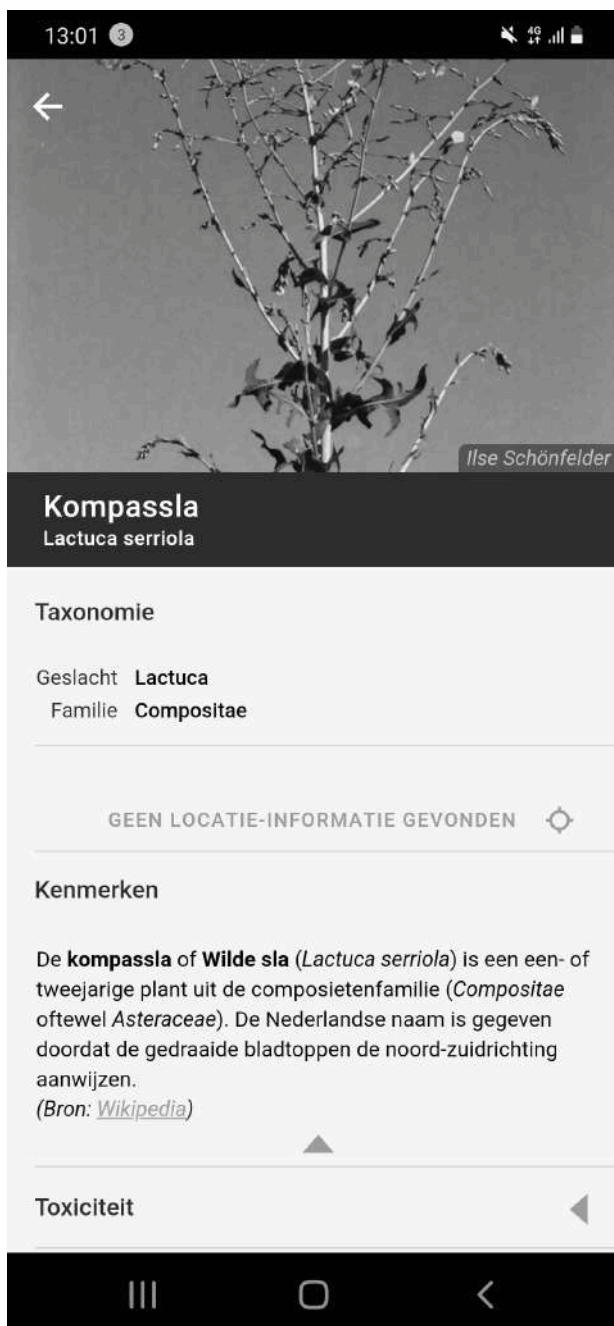 13:01 3
4G
Ilse Schönfelder
Kompassla
Lactuca serriola
Taxonomie
Geslacht Lactuca
Familie Compositae
GEEN LOCATIE-INFORMATIE GEVONDEN
Kenmerken
De kompassla of Wilde sla (Lactuca serriola) is een een- of
tweejarige plant uit de composietenfamilie (Compositae
oftewel Asteraceae). De Nederlandse naam is gegeven
doordat de gedraaide bladtoppen de noord-zuidrichting
aanwijzen.
(Bron: Wikipedia)
Toxiciteit